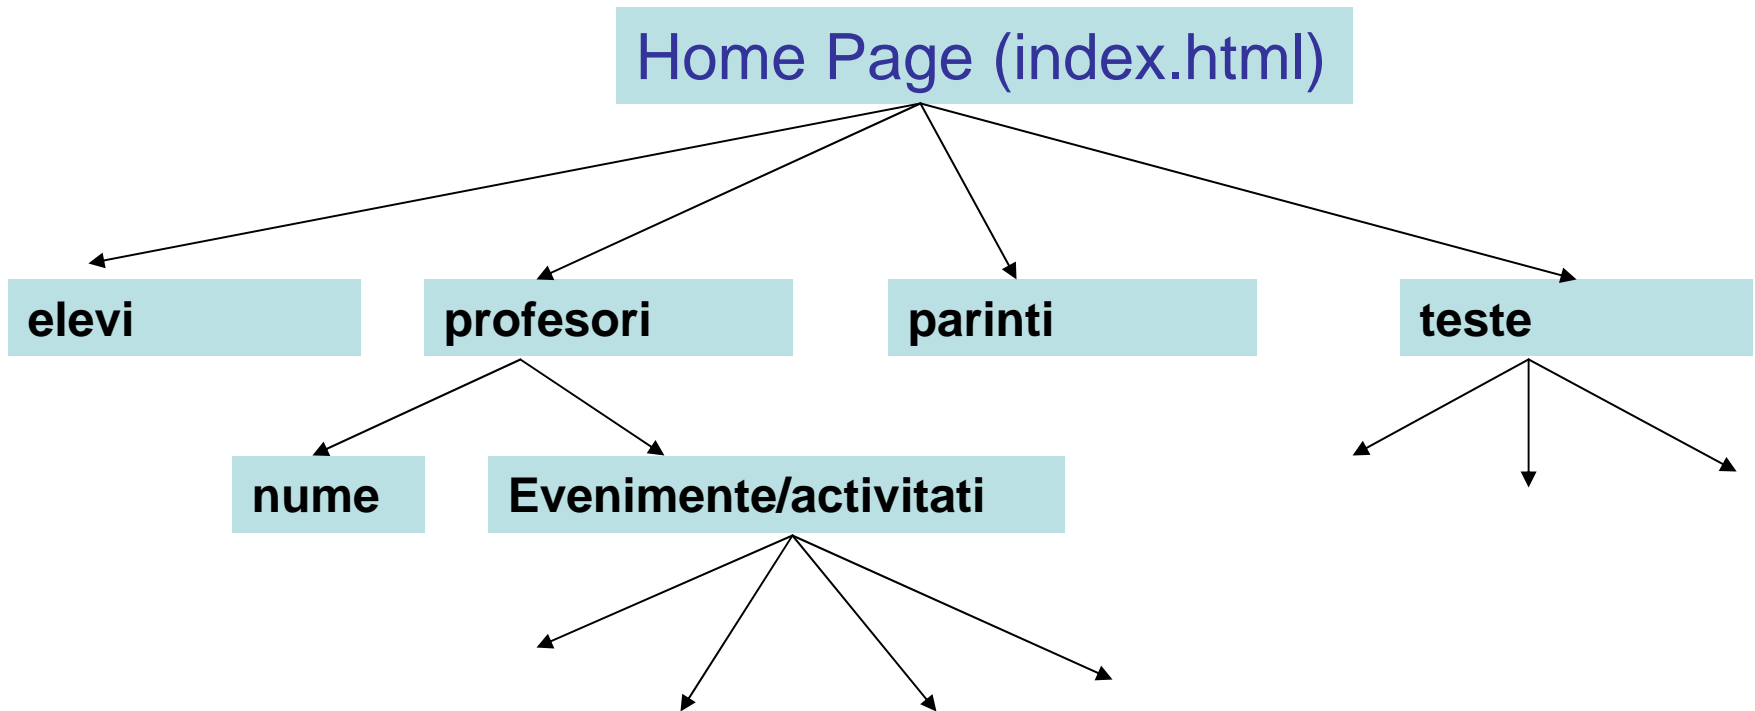 Home Page (index.html)
elevi
profesori
parinti
teste
nume
Evenimente/activitati